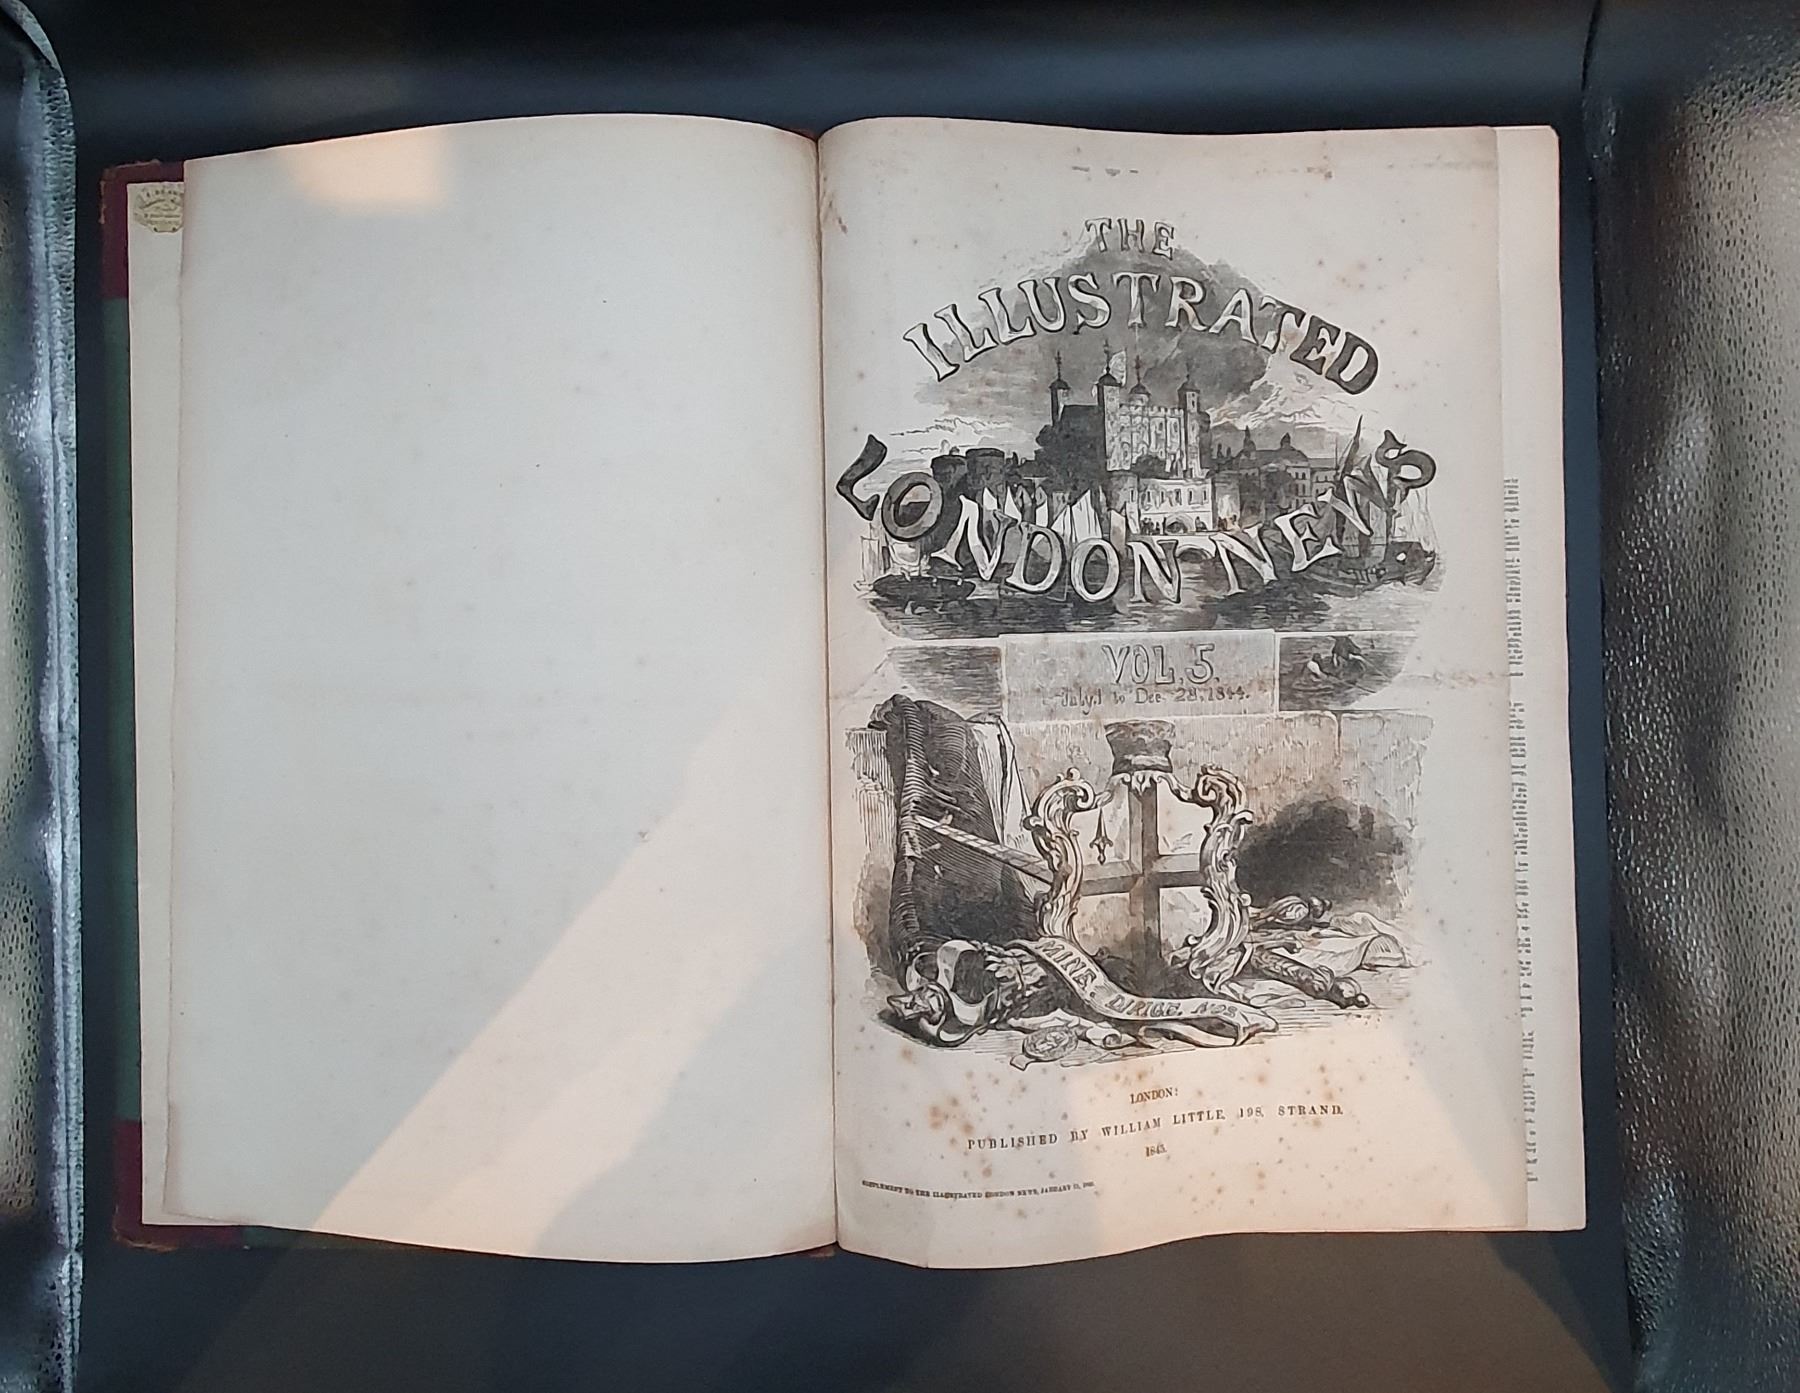 THE
ILLUSTRATED
LONDON NEWS
VOL. 5.
July.1 to Dec. 28. 1844.
DOMINE. DIRIGE. NOS
LONDON:
PUBLISHED BY WILLIAM LITTLE, 198, STRAND.
1845.
SUPPLEMENT TO THE ILLUSTRATED LONDON NEWS, JANUARY